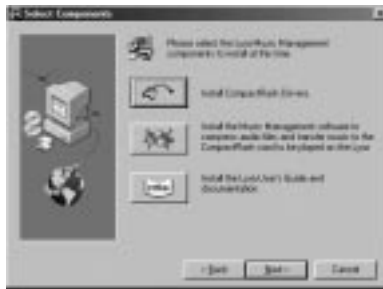 Select Components
Please select the Lyra Music Management
components to install at this time.
Install CompactFlash Drivers.
Install the Music Management software to
compress audio files and transfer music to the
CompactFlash card to be played on the Lyra
Install the Lyra User's Guide and
documentation.
< Back
Next >
Cancel